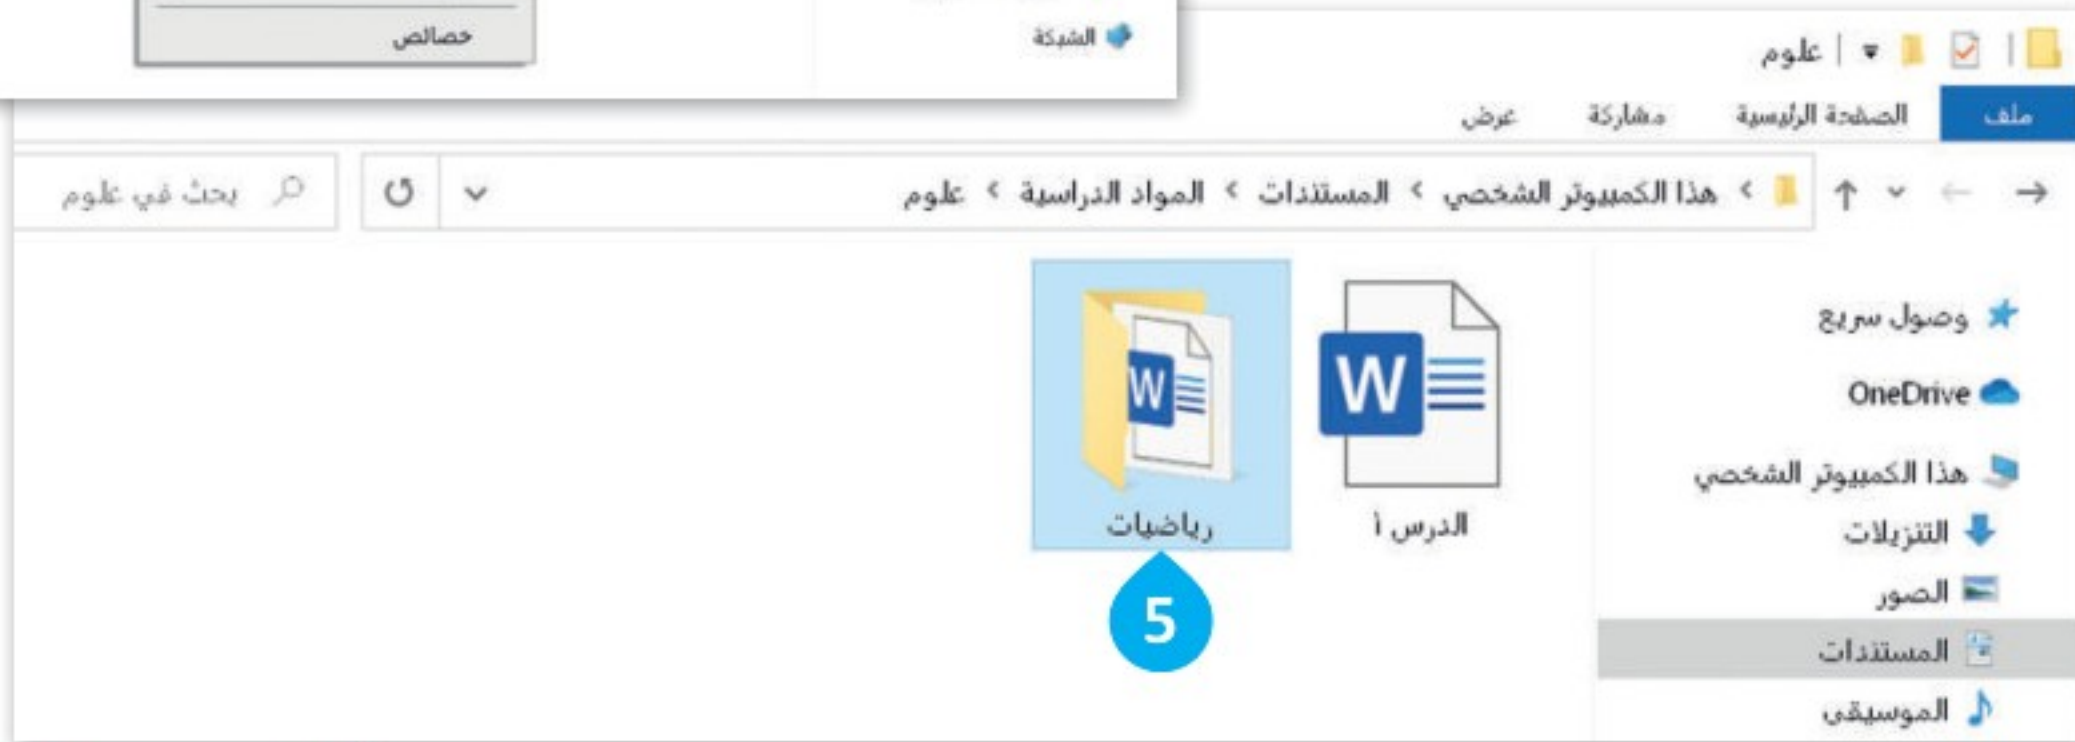 خصائص
الشبكة
علوم
ملف الصفحة الرئيسية مشاركة عرض
هذا الكمبيوتر الشخصي > المستندات > المواد الدراسية > علوم
بحث في علوم
وصول سريع
OneDrive
هذا الكمبيوتر الشخصي
التنزيلات
الصور
المستندات
الموسيقى
W
الدرس ١
W
رياضيات
5